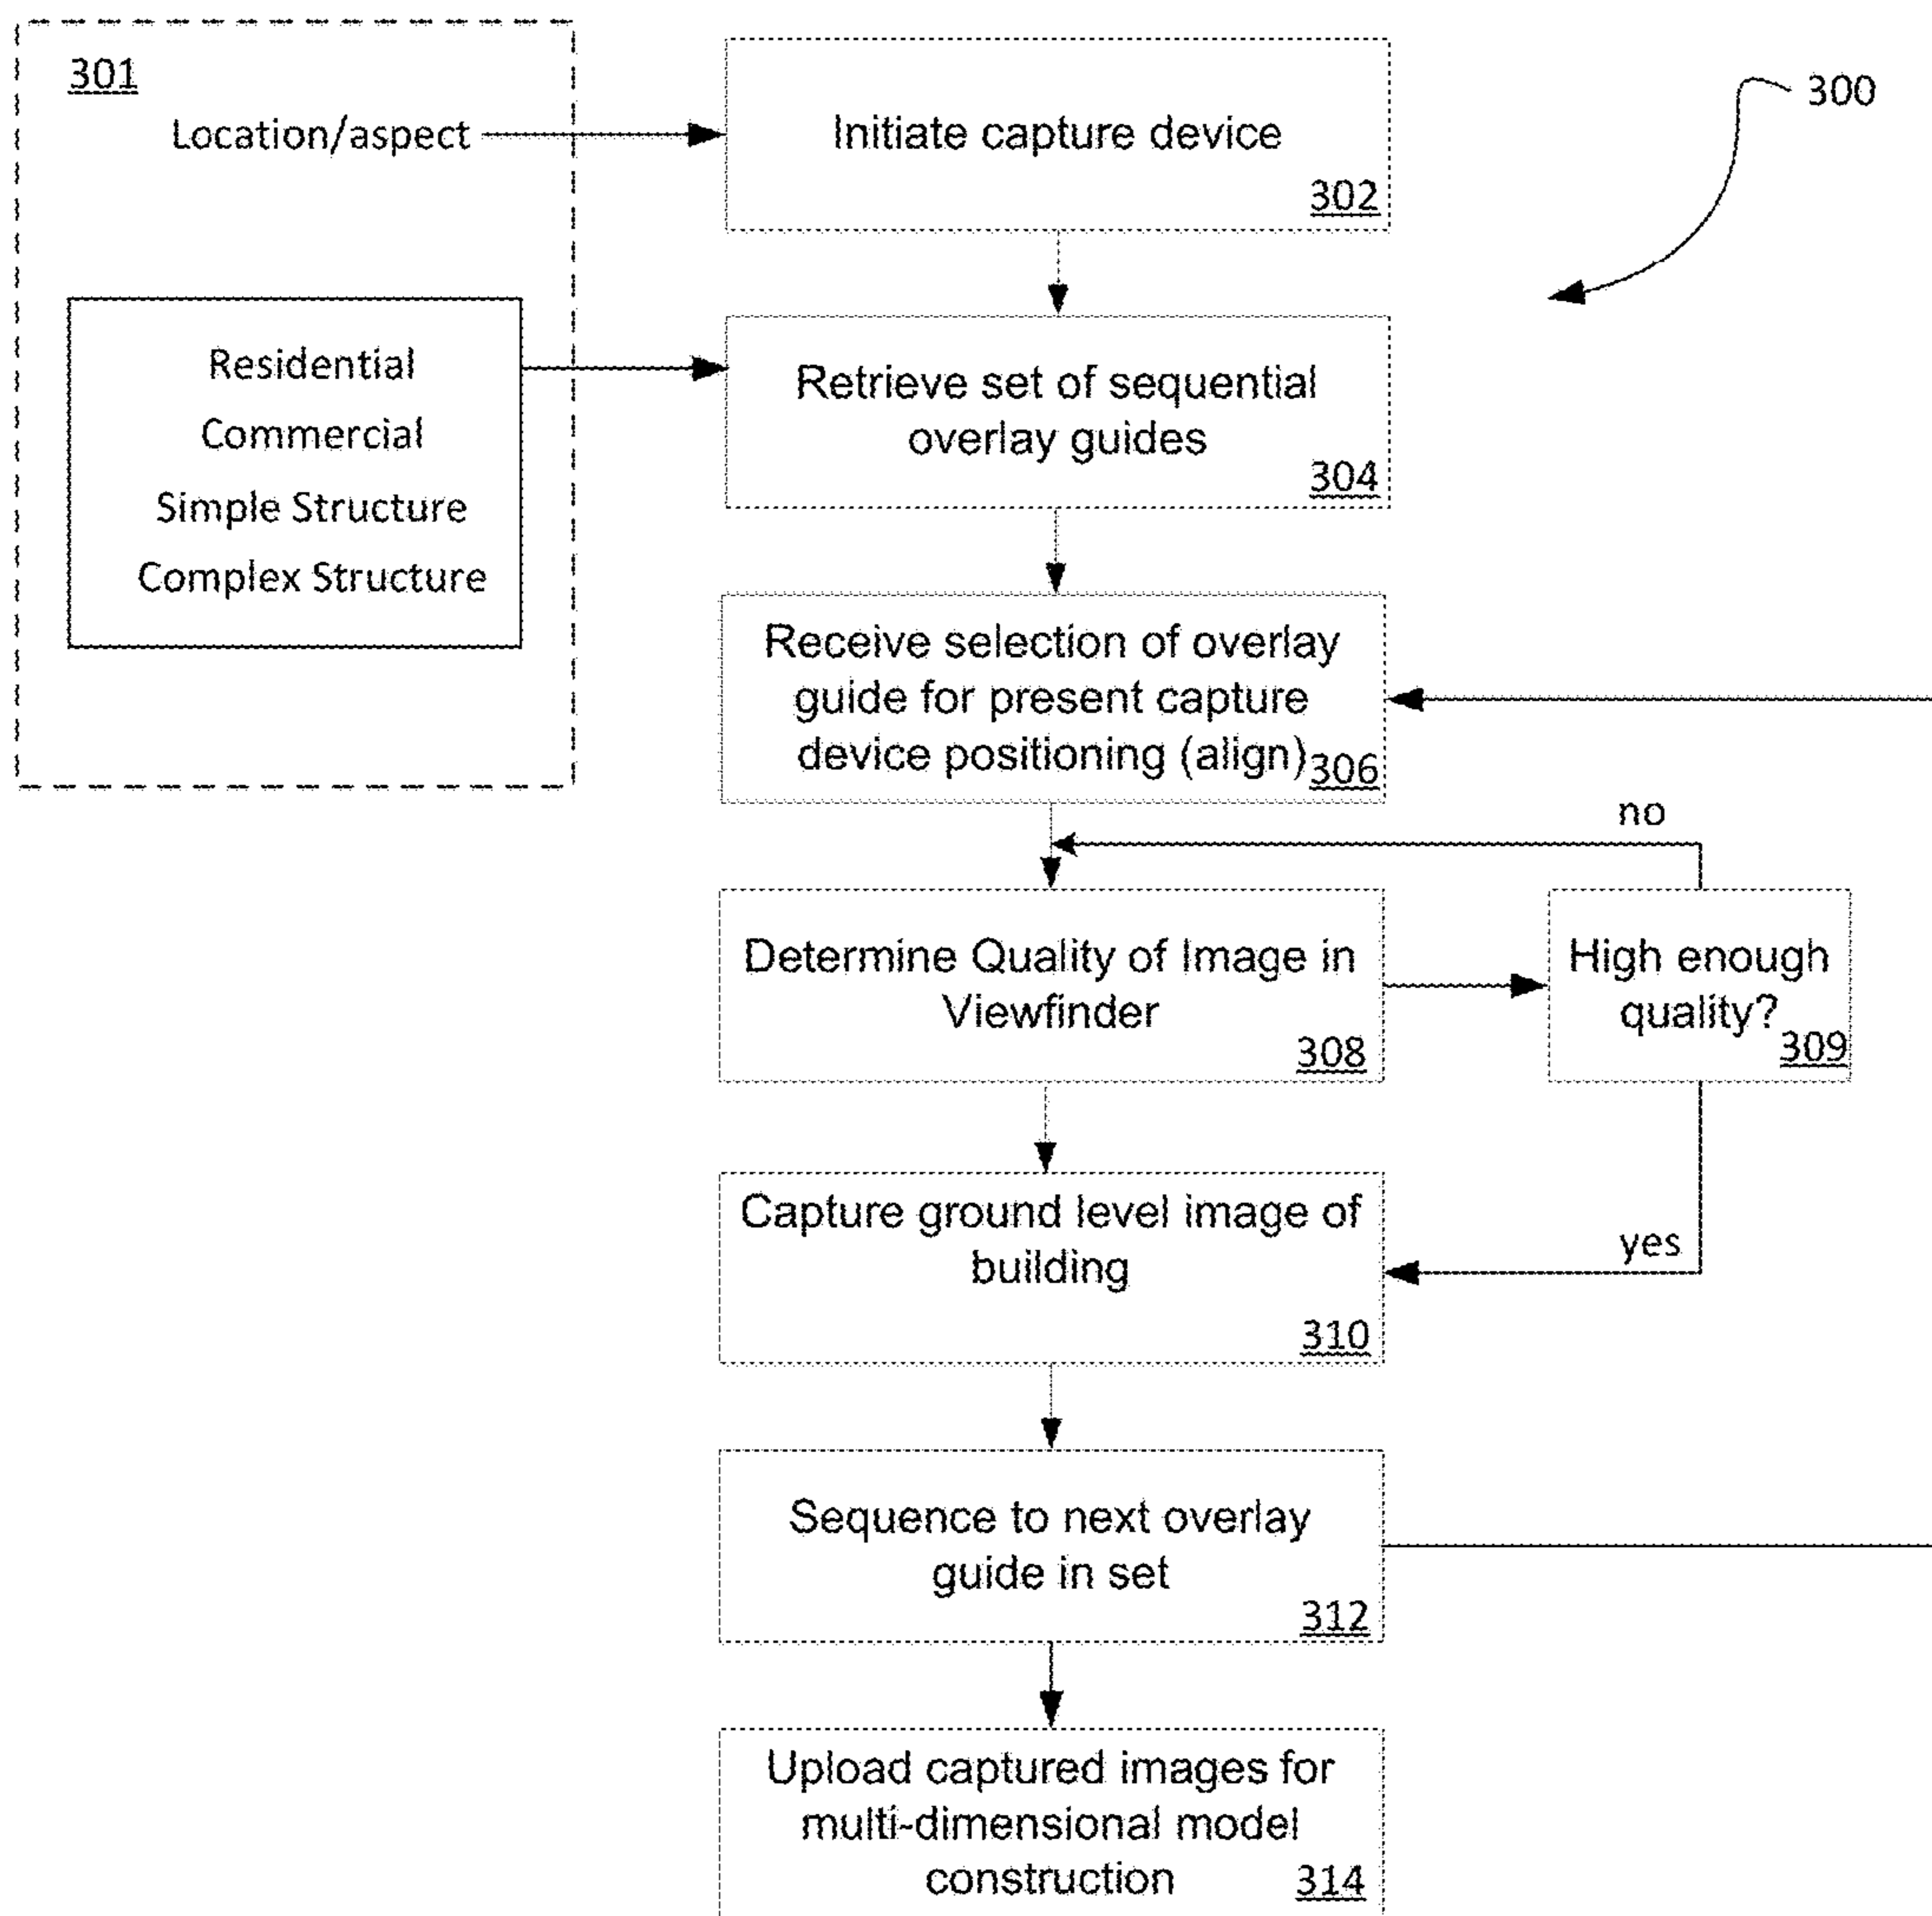 301
Location/aspect
Initiate capture device
302
300
Residential
Commercial
Simple Structure
Complex Structure
Retrieve set of sequential
overlay guides
304
Receive selection of overlay
guide for present capture
device positioning (align)
306
no
Determine Quality of Image in
Viewfinder
308
High enough
quality?
309
Capture ground level image of
building
310
yes
Sequence to next overlay
guide in set
312
Upload captured images for
multi-dimensional model
construction
314